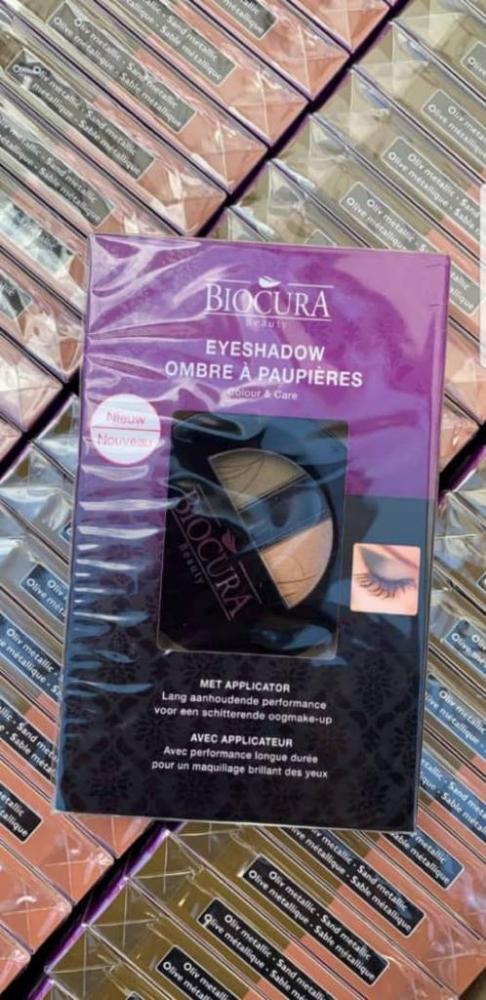 BIOCURA
Beauty
EYESHADOW
OMBRE À PAUPIÈRES
Colour & Care
Nieuw
Nouveau
BIOCURA
Beauty
MET APPLICATOR
Lang aanhoudende performance
voor een schitterende oogmake-up
AVEC APPLICATEUR
Avec performance longue durée
pour un maquillage brillant des yeux
Oliv metallic - Sand metallic
Olive métallique - Sable métallique
Oliv metallic - Sand metallic
Olive métallique - Sable métallique